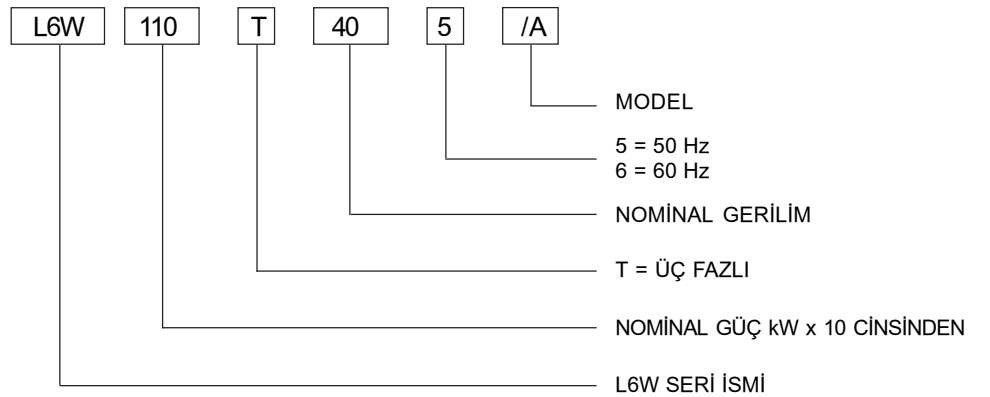 L6W 110 T 40 5 /A
MODEL
5 = 50 Hz
6 = 60 Hz
NOMİNAL GERİLİM
T = ÜÇ FAZLI
NOMİNAL GÜÇ kW x 10 CİNSİNDEN
L6W SERİ İSMİ